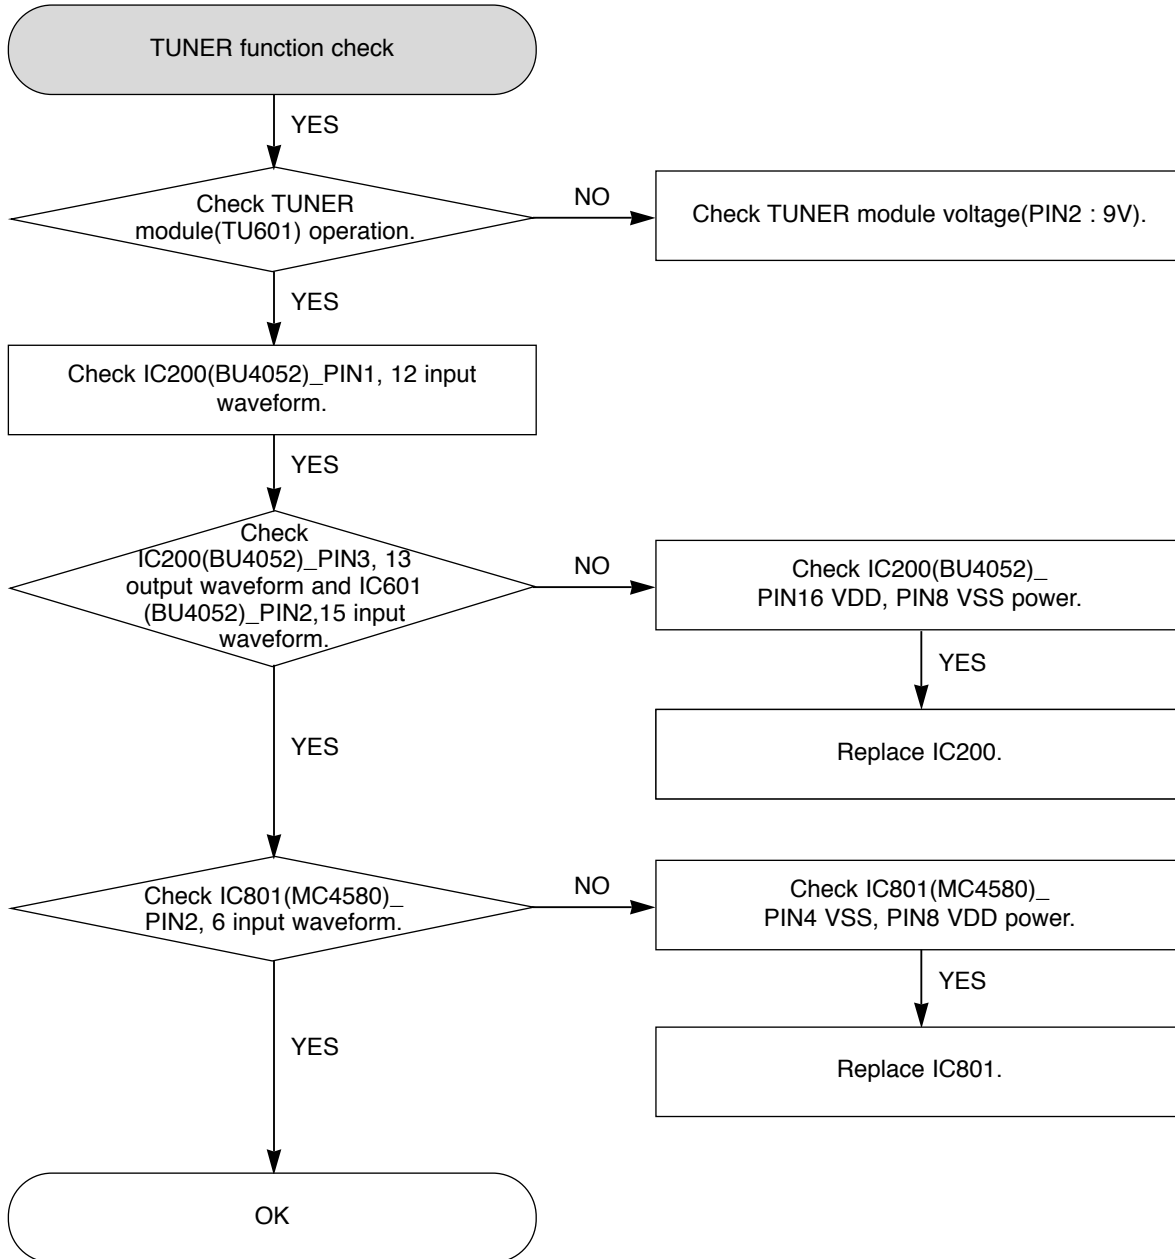 TUNER function check
YES
Check TUNER
module(TU601) operation.
NO
Check TUNER module voltage(PIN2 : 9V).
YES
Check IC200(BU4052)_PIN1, 12 input
waveform.
YES
Check
IC200(BU4052)_PIN3, 13
output waveform and IC601
(BU4052)_PIN2,15 input
waveform.
NO
Check IC200(BU4052)_
PIN16 VDD, PIN8 VSS power.
YES
Replace IC200.
YES
Check IC801(MC4580)_
PIN2, 6 input waveform.
NO
Check IC801(MC4580)_
PIN4 VSS, PIN8 VDD power.
YES
Replace IC801.
YES
OK